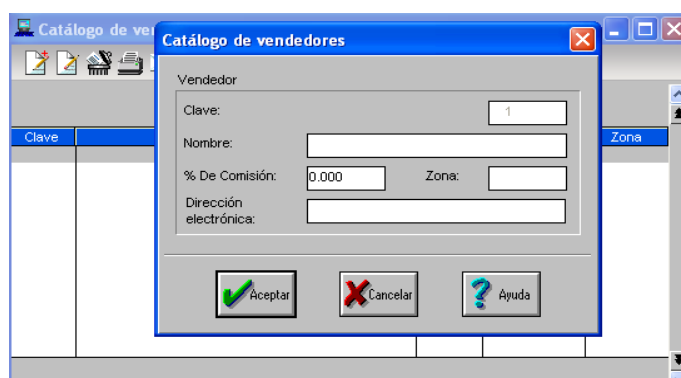 Catálogo de ver
Catálogo de vendedores
Vendedor
Clave:
1
Nombre:
% De Comisión:
0.000
Zona:
Dirección
electrónica:
Aceptar
Cancelar
Ayuda
Clave
Zona